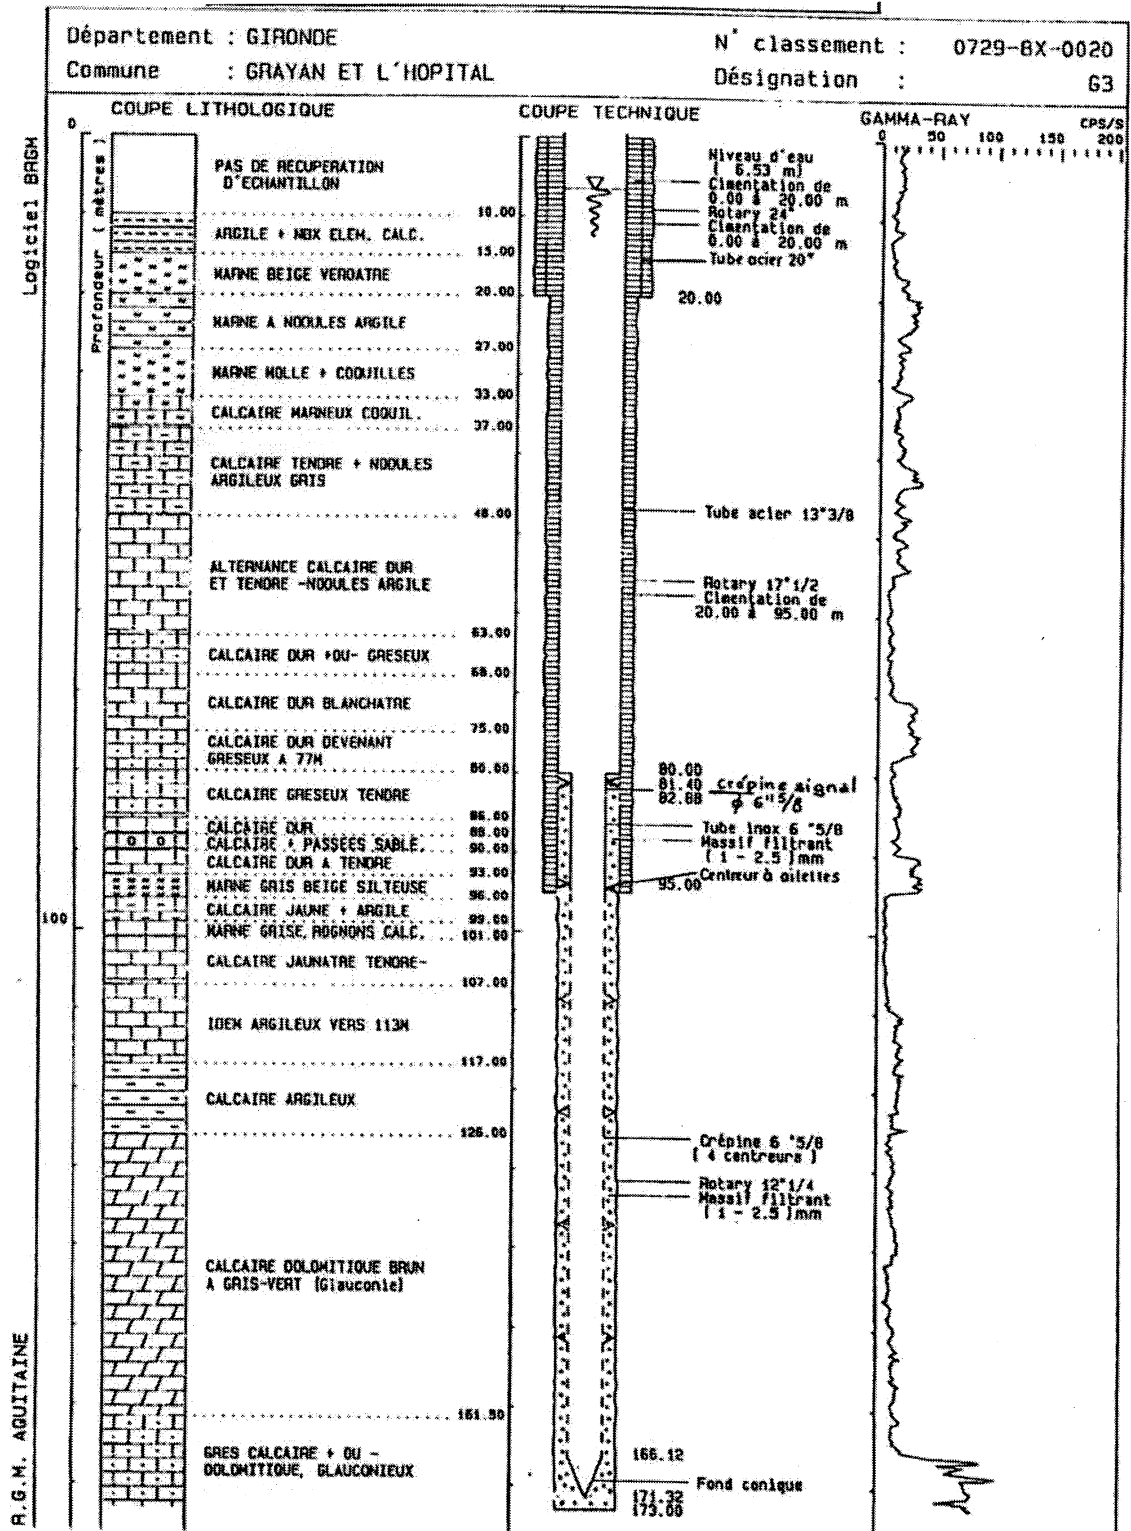 Département : GIRONDE
N° classement : 0729-8X-0020
Commune : GRAYAN ET L'HOPITAL
Désignation : G3
COUPE LITHOLOGIQUE
COUPE TECHNIQUE
GAMMA-RAY
CPS/S
0 50 100 150 200
Logiciel BRGM
Profondeur ( mètres )
0
100
R.G.M. AQUITAINE
PAS DE RECUPERATION
D'ECHANTILLON
10.00
ARGILE + NBX ELEM. CALC.
15.00
MARNE BEIGE VERDATRE
20.00
MARNE A NODULES ARGILE
27.00
MARNE MOLLE + COQUILLES
33.00
CALCAIRE MARNEUX COQUIL.
37.00
CALCAIRE TENDRE + NODULES
ARGILEUX GRIS
48.00
ALTERNANCE CALCAIRE DUR
ET TENDRE -NODULES ARGILE
63.00
CALCAIRE DUR +OU- GRESEUX
68.00
CALCAIRE DUR BLANCHATRE
75.00
CALCAIRE DUR DEVENANT
GRESEUX A 77M
80.00
CALCAIRE GRESEUX TENDRE
86.00
CALCAIRE DUR
88.00
CALCAIRE + PASSEES SABLE.
90.00
CALCAIRE DUR A TENDRE
93.00
MARNE GRIS BEIGE SILTEUSE
96.00
CALCAIRE JAUNE + ARGILE
99.00
MARNE GRISE, ROGNONS CALC.
101.00
CALCAIRE JAUNATRE TENDRE-
107.00
IDEM ARGILEUX VERS 113M
117.00
CALCAIRE ARGILEUX
126.00
CALCAIRE DOLOMITIQUE BRUN
A GRIS-VERT (Glauconie)
161.50
GRES CALCAIRE + OU -
DOLOMITIQUE, GLAUCONIEUX
Niveau d'eau
( 6.53 m)
Cimentation de
0.00 à 20.00 m
Rotary 24"
Cimentation de
0.00 à 20.00 m
Tube acier 20"
20.00
Tube acier 13"3/8
Rotary 17"1/2
Cimentation de
20.00 à 95.00 m
80.00
81.40
82.68
crépine signal
ϕ 6"5/8
Tube inox 6 "5/8
Massif filtrant
( 1 - 2.5 )mm
Centreur à ailettes
95.00
Crépine 6 "5/8
( 4 centreurs )
Rotary 12"1/4
Massif filtrant
( 1 - 2.5 )mm
166.12
Fond conique
171.32
173.00